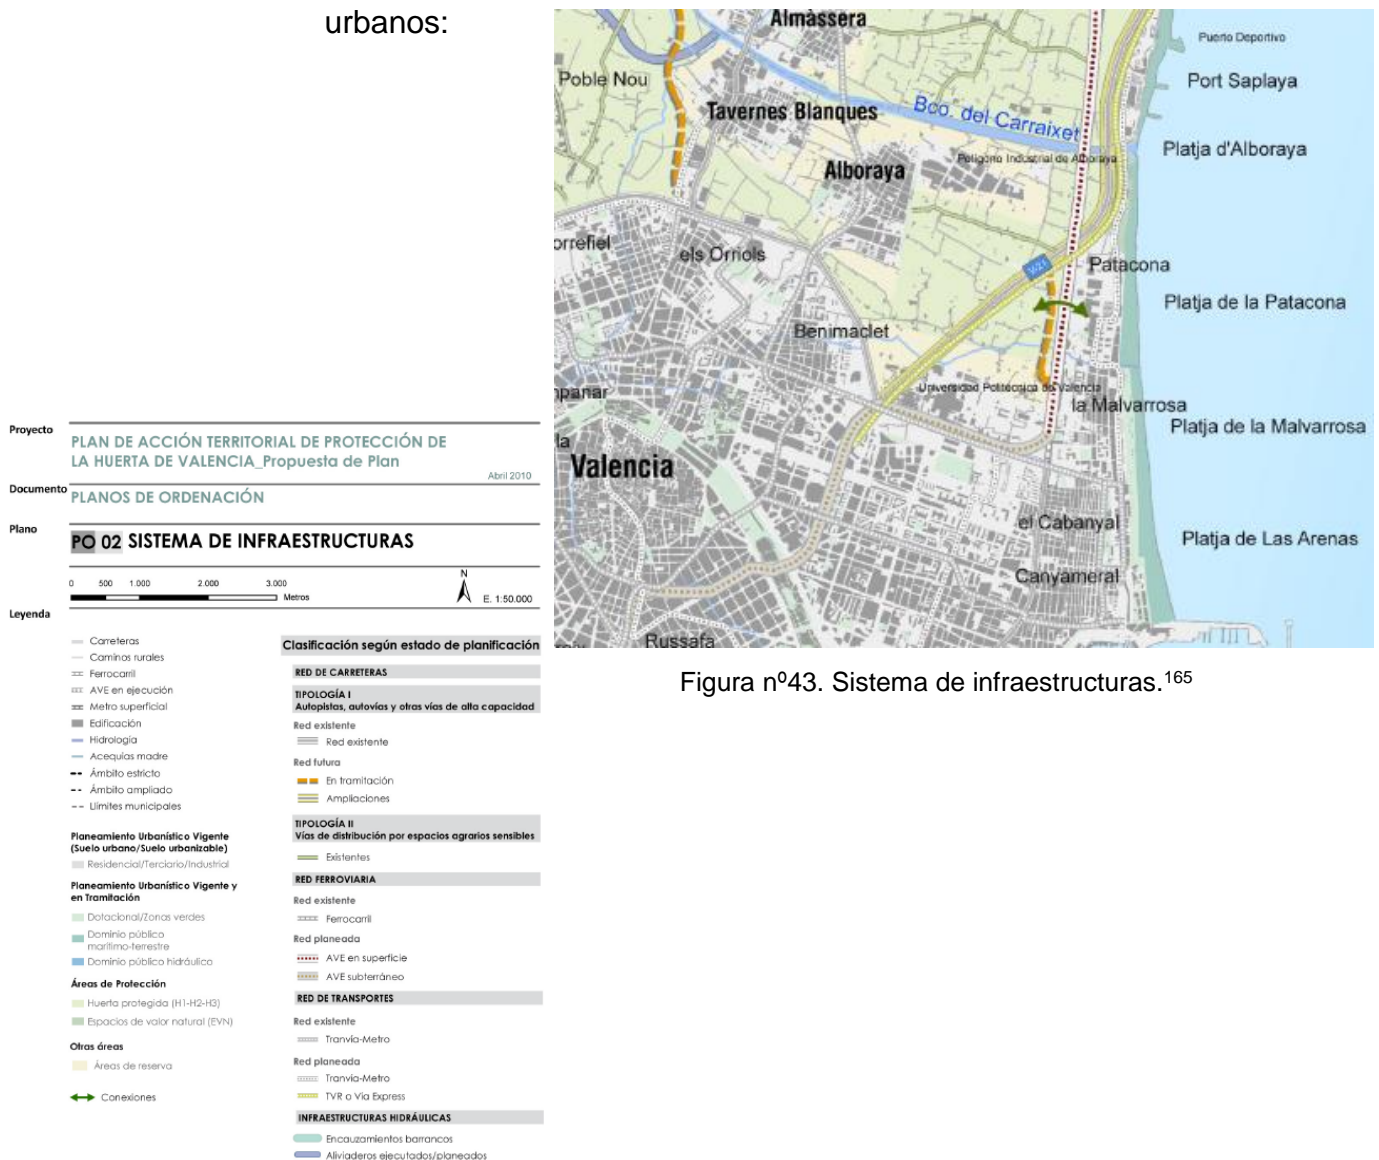 urbanos:
Almàssera
Puerto Deportivo
Poble Nou
Port Saplaya
Tavernes Blanques
Bco. del Carraixet
Platja d'Alboraya
Alboraya
Polígono Industrial de Alboraya
orrefiel
els Orriols
V-21
Patacona
Platja de la Patacona
Benimaclet
Universidad Politécnica de Valencia
npanar
la Malvarrosa
Platja de la Malvarrosa
la
Valencia
el Cabanyal
Platja de Las Arenas
Canyameral
Russafa
Figura nº43. Sistema de infraestructuras.165
Proyecto
PLAN DE ACCIÓN TERRITORIAL DE PROTECCIÓN DE
LA HUERTA DE VALENCIA_Propuesta de Plan
Abril 2010
Documento
PLANOS DE ORDENACIÓN
Plano
PO 02 SISTEMA DE INFRAESTRUCTURAS
0 500 1.000 2.000 3.000
Metros
N
E. 1:50.000
Leyenda
Carreteras
Caminos rurales
Ferrocarril
AVE en ejecución
Metro superficial
Edificación
Hidrología
Acequias madre
Ámbito estricto
Ámbito ampliado
Límites municipales
Planeamiento Urbanístico Vigente
(Suelo urbano/Suelo urbanizable)
Residencial/Terciario/Industrial
Planeamiento Urbanístico Vigente y
en Tramitación
Dotacional/Zonas verdes
Dominio público
marítimo-terrestre
Dominio público hidráulico
Áreas de Protección
Huerta protegida (H1-H2-H3)
Espacios de valor natural (EVN)
Otras áreas
Áreas de reserva
Conexiones
Clasificación según estado de planificación
RED DE CARRETERAS
TIPOLOGÍA I
Autopistas, autovías y otras vías de alta capacidad
Red existente
Red existente
Red futura
En tramitación
Ampliaciones
TIPOLOGÍA II
Vías de distribución por espacios agrarios sensibles
Existentes
RED FERROVIARIA
Red existente
Ferrocarril
Red planeada
AVE en superficie
AVE subterráneo
RED DE TRANSPORTES
Red existente
Tranvía-Metro
Red planeada
Tranvía-Metro
TVR o Vía Express
INFRAESTRUCTURAS HIDRÁULICAS
Encauzamientos barrancos
Aliviaderos ejecutados/planeados